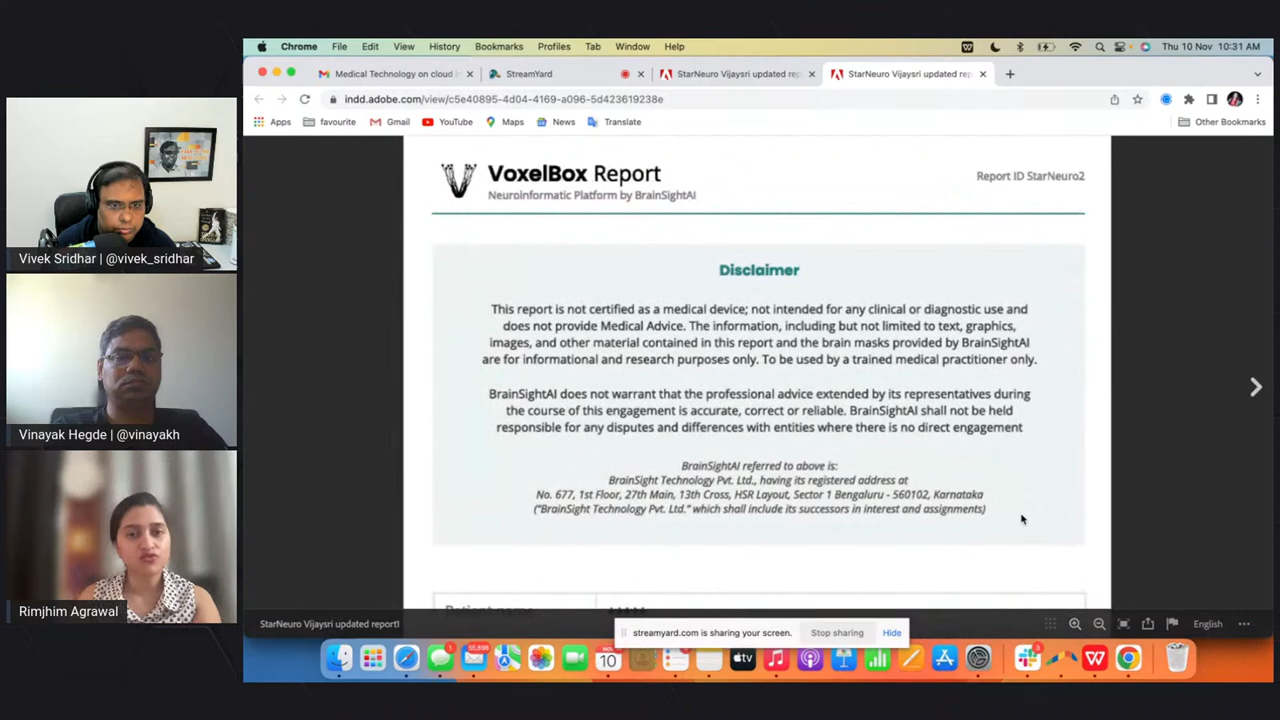 Chrome File Edit View History Bookmarks Profiles Tab Window Help
Thu 10 Nov 10:31 AM
Medical Technology on cloud
StreamYard
StarNeuro Vijaysri updated rep
StarNeuro Vijaysri updated rep
indd.adobe.com/view/c5e40895-4d04-4169-a096-5d423619238e
Apps favourite Gmail YouTube Maps News Translate Other Bookmarks
VoxelBox Report
Neuroinformatic Platform by BrainSightAI
Report ID StarNeuro2
Disclaimer
This report is not certified as a medical device; not intended for any clinical or diagnostic use and
does not provide Medical Advice. The information, including but not limited to text, graphics,
images, and other material contained in this report and the brain masks provided by BrainSightAI
are for informational and research purposes only. To be used by a trained medical practitioner only.
BrainSightAI does not warrant that the professional advice extended by its representatives during
the course of this engagement is accurate, correct or reliable. BrainSightAI shall not be held
responsible for any disputes and differences with entities where there is no direct engagement
BrainSightAI referred to above is:
BrainSight Technology Pvt. Ltd., having its registered address at
No. 677, 1st Floor, 27th Main, 13th Cross, HSR Layout, Sector 1 Bengaluru - 560102, Karnataka
("BrainSight Technology Pvt. Ltd." which shall include its successors in interest and assignments)
Patient name
StarNeuro Vijaysri updated report!
English
streamyard.com is sharing your screen.
Stop sharing
Hide
NOV
10
tv
Vivek Sridhar | @vivek_sridhar
Vinayak Hegde | @vinayakh
Rimjhim Agrawal